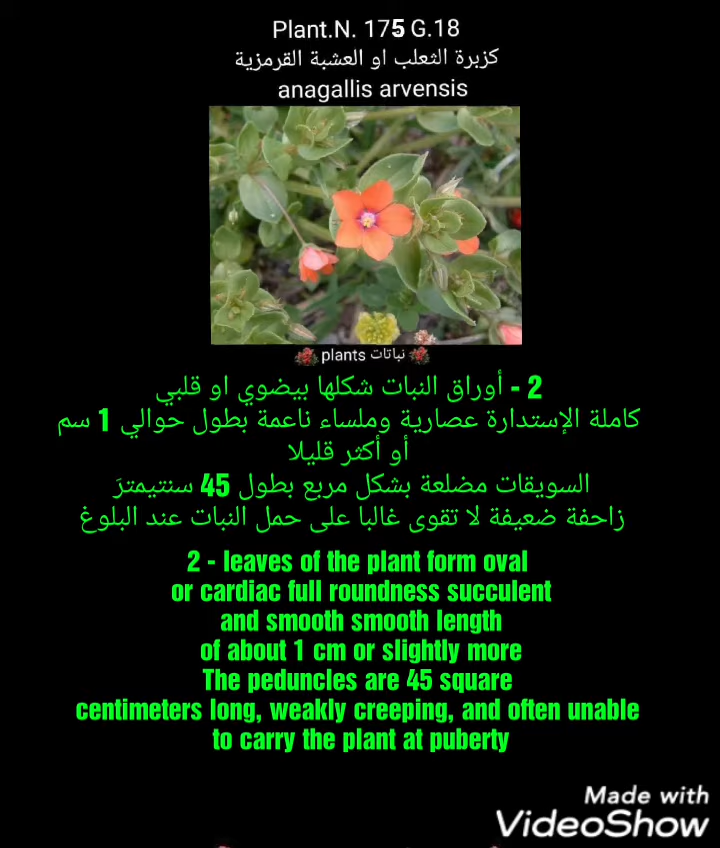 Plant.N. 175 G.18
كزبرة الثعلب او العشبة القرمزية
anagallis arvensis
نباتات plants
2 - أوراق النبات شكلها بيضوي او قلبي
كاملة الإستدارة عصارية وملساء ناعمة بطول حوالي 1 سم
أو أكثر قليلا
السويقات مضلعة بشكل مربع بطول 45 سنتيمترَ
زاحفة ضعيفة لا تقوى غالبا على حمل النبات عند البلوغ
2 - leaves of the plant form oval
or cardiac full roundness succulent
and smooth smooth length
of about 1 cm or slightly more
The peduncles are 45 square
centimeters long, weakly creeping, and often unable
to carry the plant at puberty
Made with
VideoShow